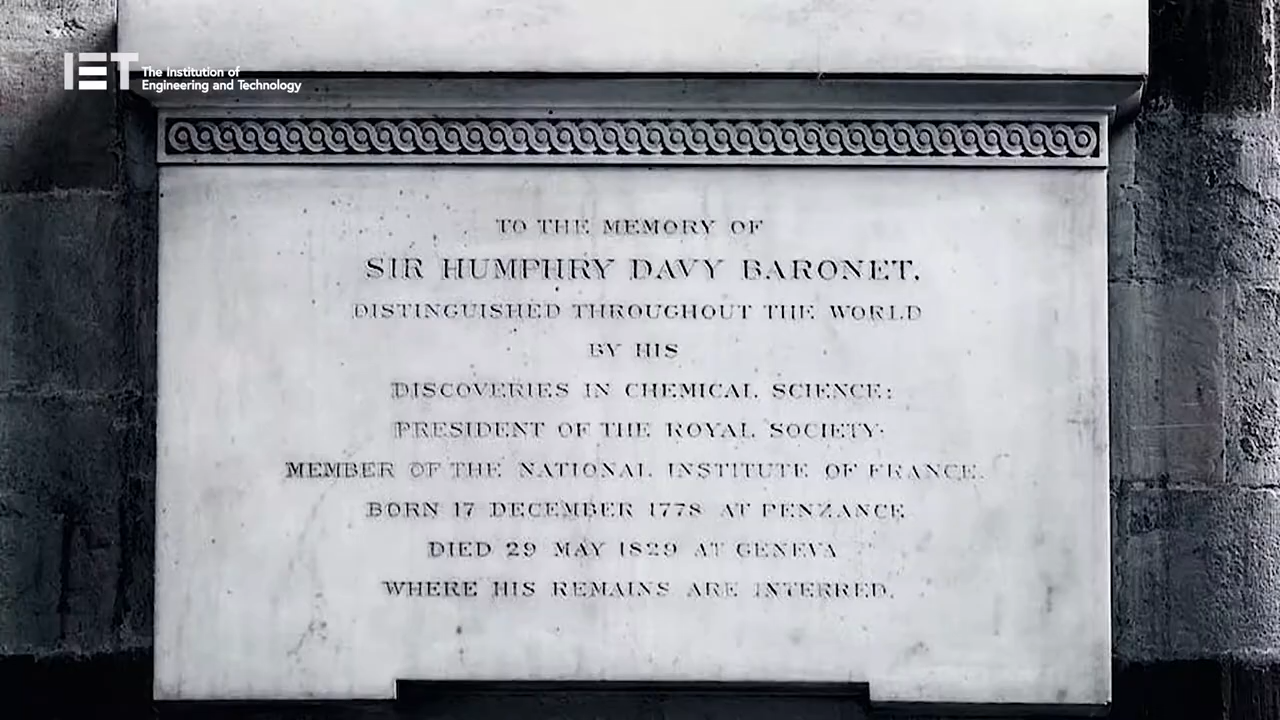 IET The Institution of
Engineering and Technology
TO THE MEMORY OF
SIR HUMPHRY DAVY BARONET.
DISTINGUISHED THROUGHOUT THE WORLD
BY HIS
DISCOVERIES IN CHEMICAL SCIENCE:
PRESIDENT OF THE ROYAL SOCIETY:
MEMBER OF THE NATIONAL INSTITUTE OF FRANCE.
BORN 17 DECEMBER 1778 AT PENZANCE
DIED 29 MAY 1829 AT GENEVA
WHERE HIS REMAINS ARE INTERRED.